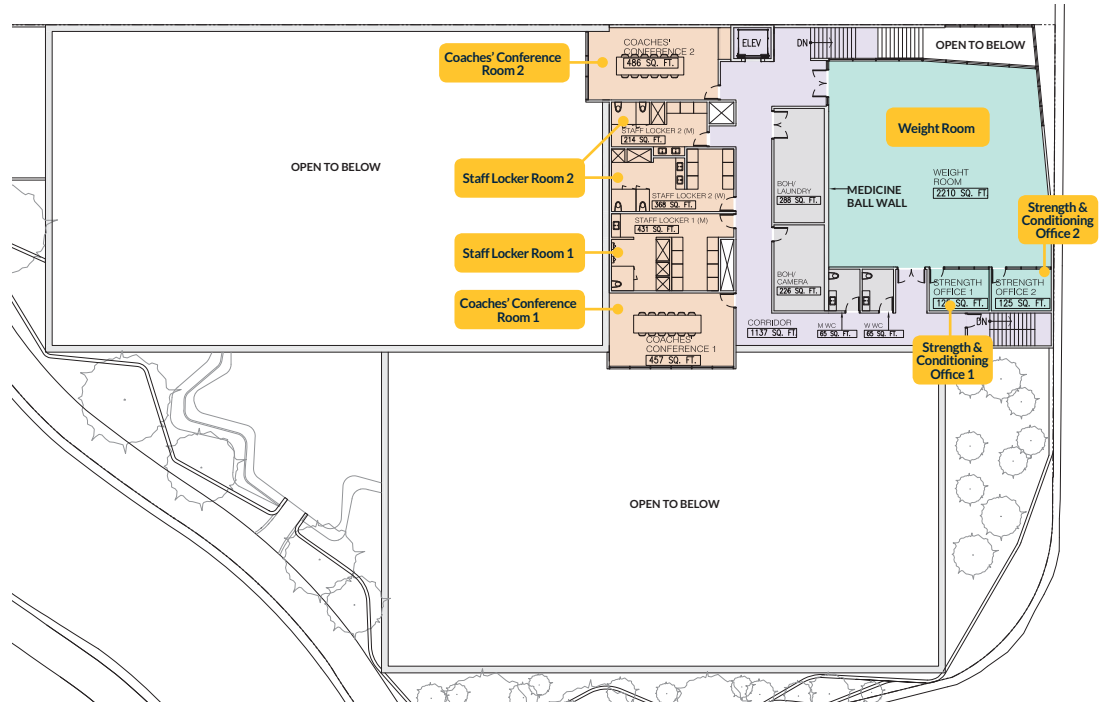 COACHES'
CONFERENCE 2
486 SQ. FT.
Coaches' Conference
Room 2
ELEV
DN
OPEN TO BELOW
Weight Room
STAFF LOCKER 2 (M)
214 SQ. FT.
OPEN TO BELOW
Staff Locker Room 2
STAFF LOCKER 2 (W)
368 SQ. FT.
BOH/
LAUNDRY
288 SQ. FT.
MEDICINE
BALL WALL
WEIGHT
ROOM
2210 SQ. FT
Strength &
Conditioning
Office 2
STAFF LOCKER 1 (M)
431 SQ. FT.
Staff Locker Room 1
BOH/
CAMERA
226 SQ. FT.
STRENGTH
OFFICE 1
SQ. FT.
STRENGTH
OFFICE 2
125 SQ. FT.
Coaches' Conference
Room 1
CORRIDOR
1137 SQ. FT
M WC
65 SQ. FT.
W WC
65 SQ. FT.
DN
COACHES'
CONFERENCE 1
457 SQ. FT.
Strength &
Conditioning
Office 1
OPEN TO BELOW